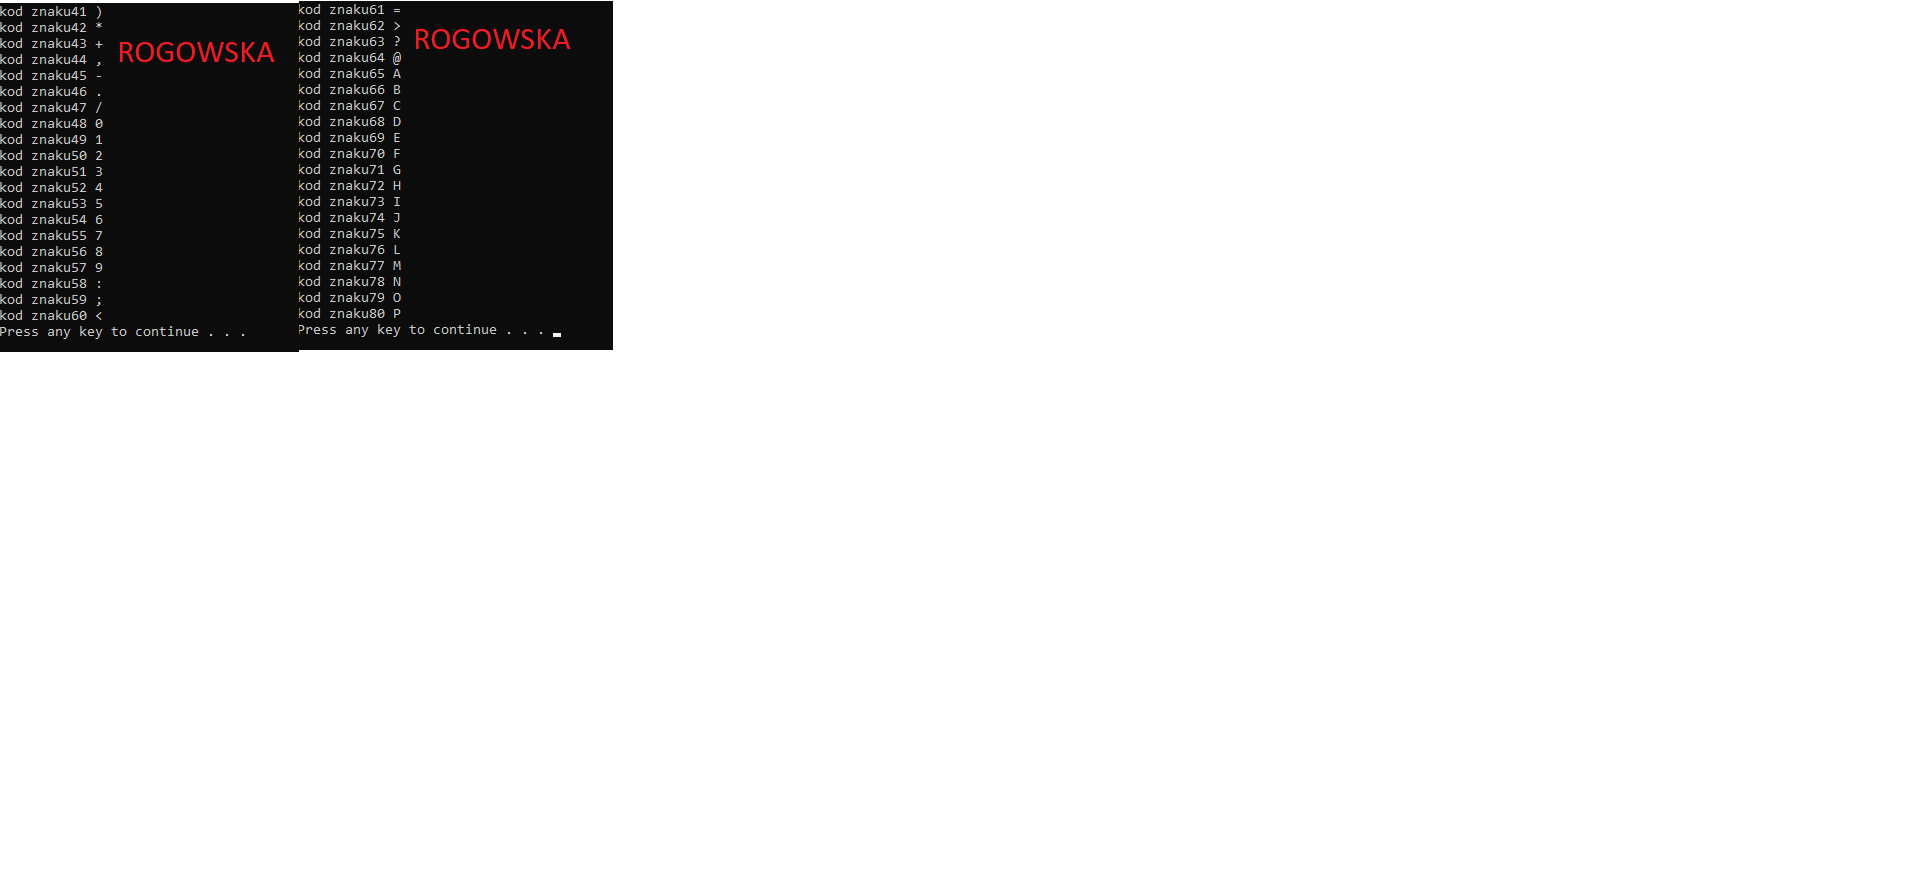 kod znaku41 )
kod znaku42 *
kod znaku43 +
kod znaku44 ,
kod znaku45 -
kod znaku46 .
kod znaku47 /
kod znaku48 0
kod znaku49 1
kod znaku50 2
kod znaku51 3
kod znaku52 4
kod znaku53 5
kod znaku54 6
kod znaku55 7
kod znaku56 8
kod znaku57 9
kod znaku58 :
kod znaku59 ;
kod znaku60 <
Press any key to continue . . .
ROGOWSKA
kod znaku61 =
kod znaku62 >
kod znaku63 ?
kod znaku64 @
kod znaku65 A
kod znaku66 B
kod znaku67 C
kod znaku68 D
kod znaku69 E
kod znaku70 F
kod znaku71 G
kod znaku72 H
kod znaku73 I
kod znaku74 J
kod znaku75 K
kod znaku76 L
kod znaku77 M
kod znaku78 N
kod znaku79 O
kod znaku80 P
Press any key to continue . . .
ROGOWSKA